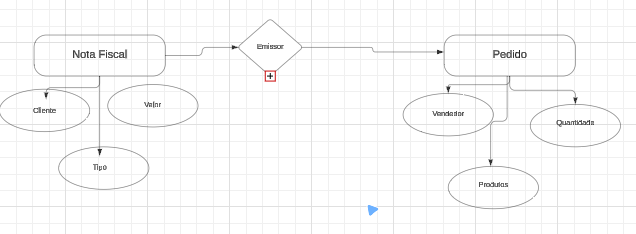 Nota Fiscal
Emissor
Pedido
Cliente
Valor
Vendedor
Quantidade
Tipo
Produtos